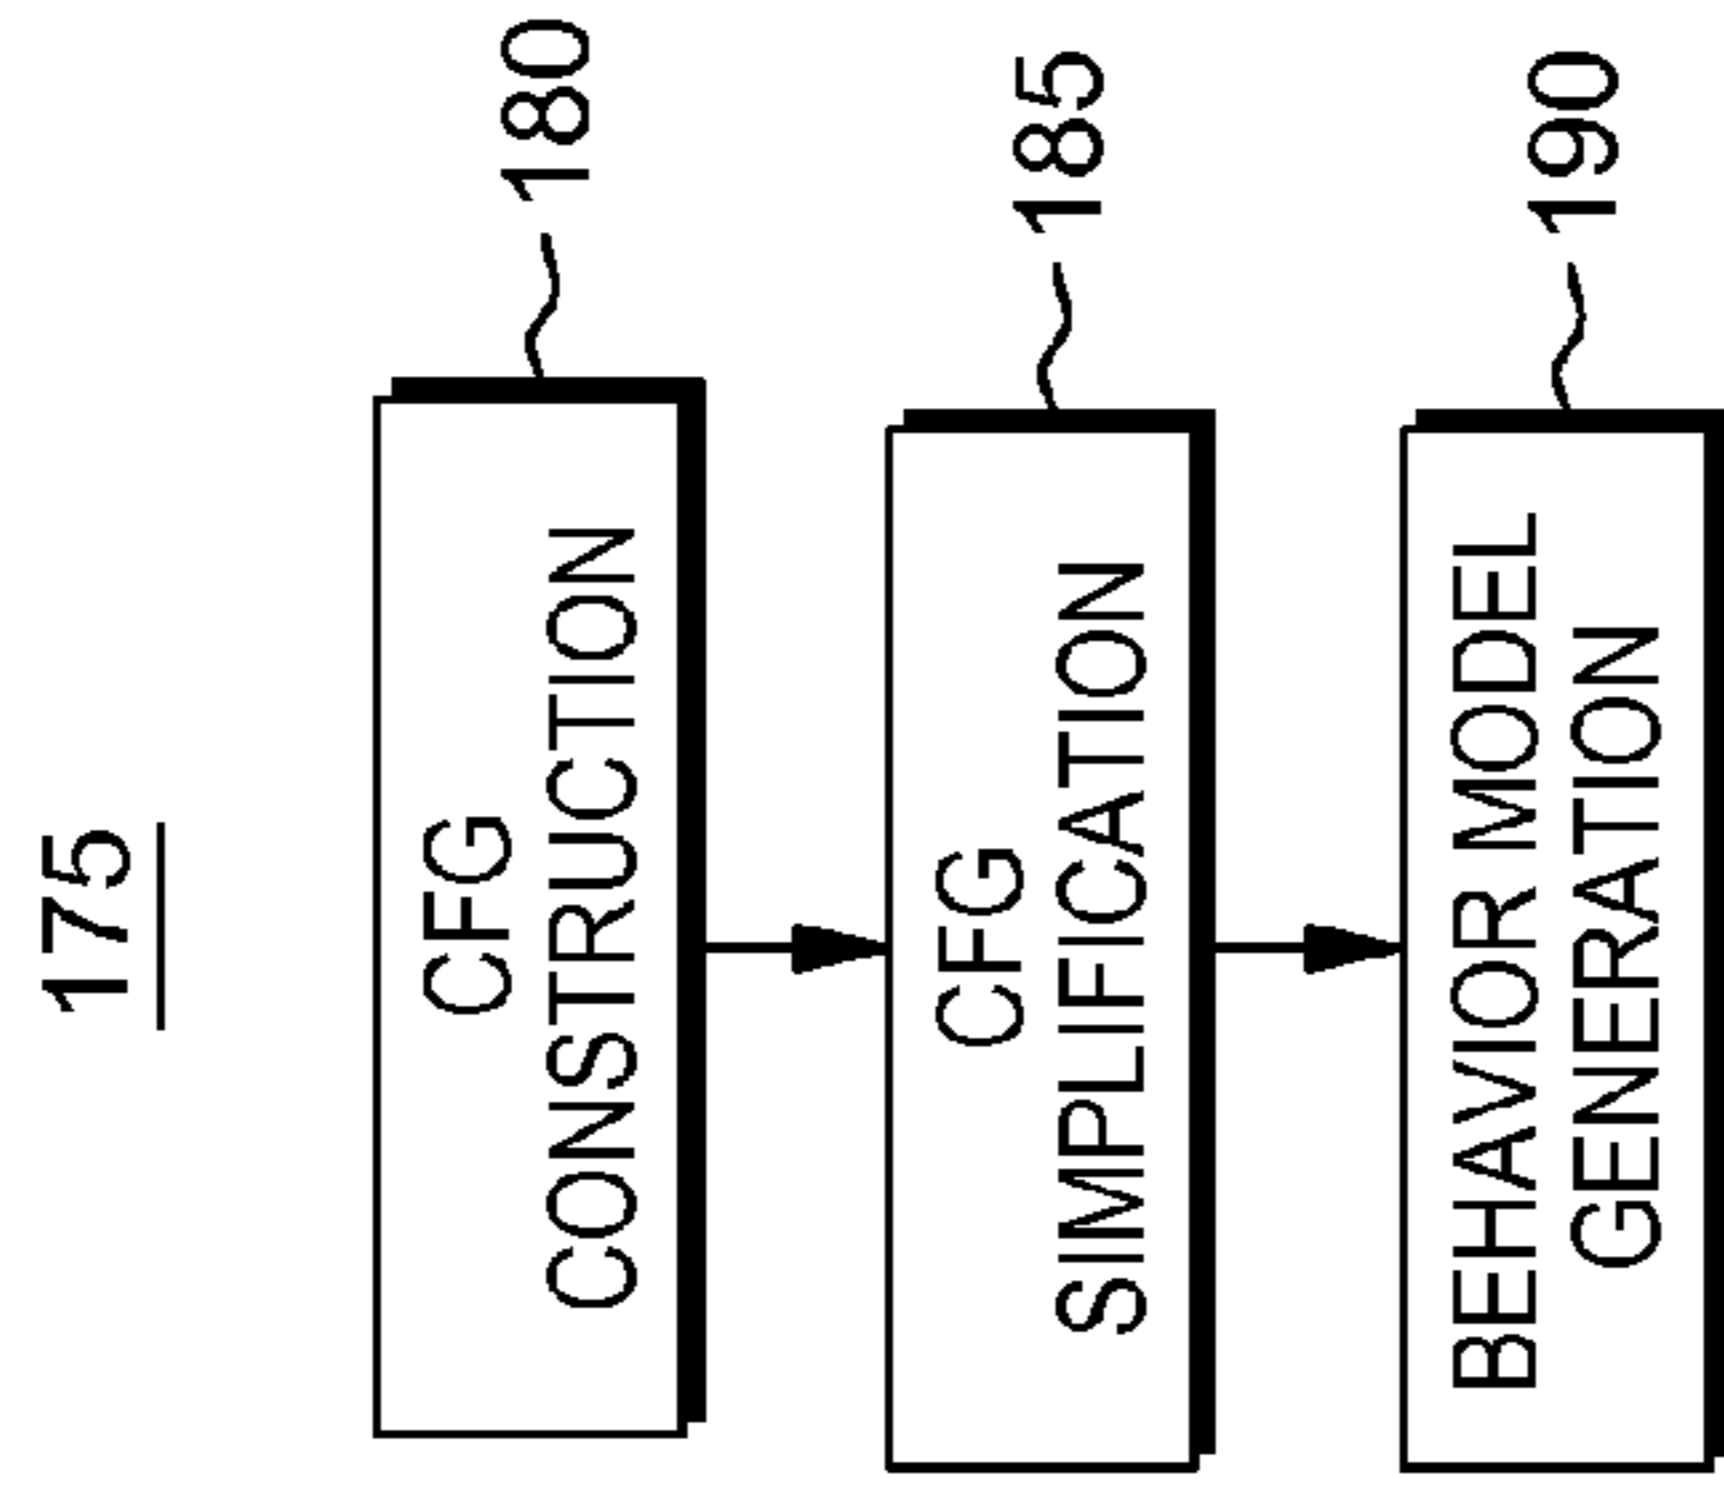 175
CFG
CONSTRUCTION
180
CFG
SIMPLIFICATION
185
BEHAVIOR MODEL
GENERATION
190